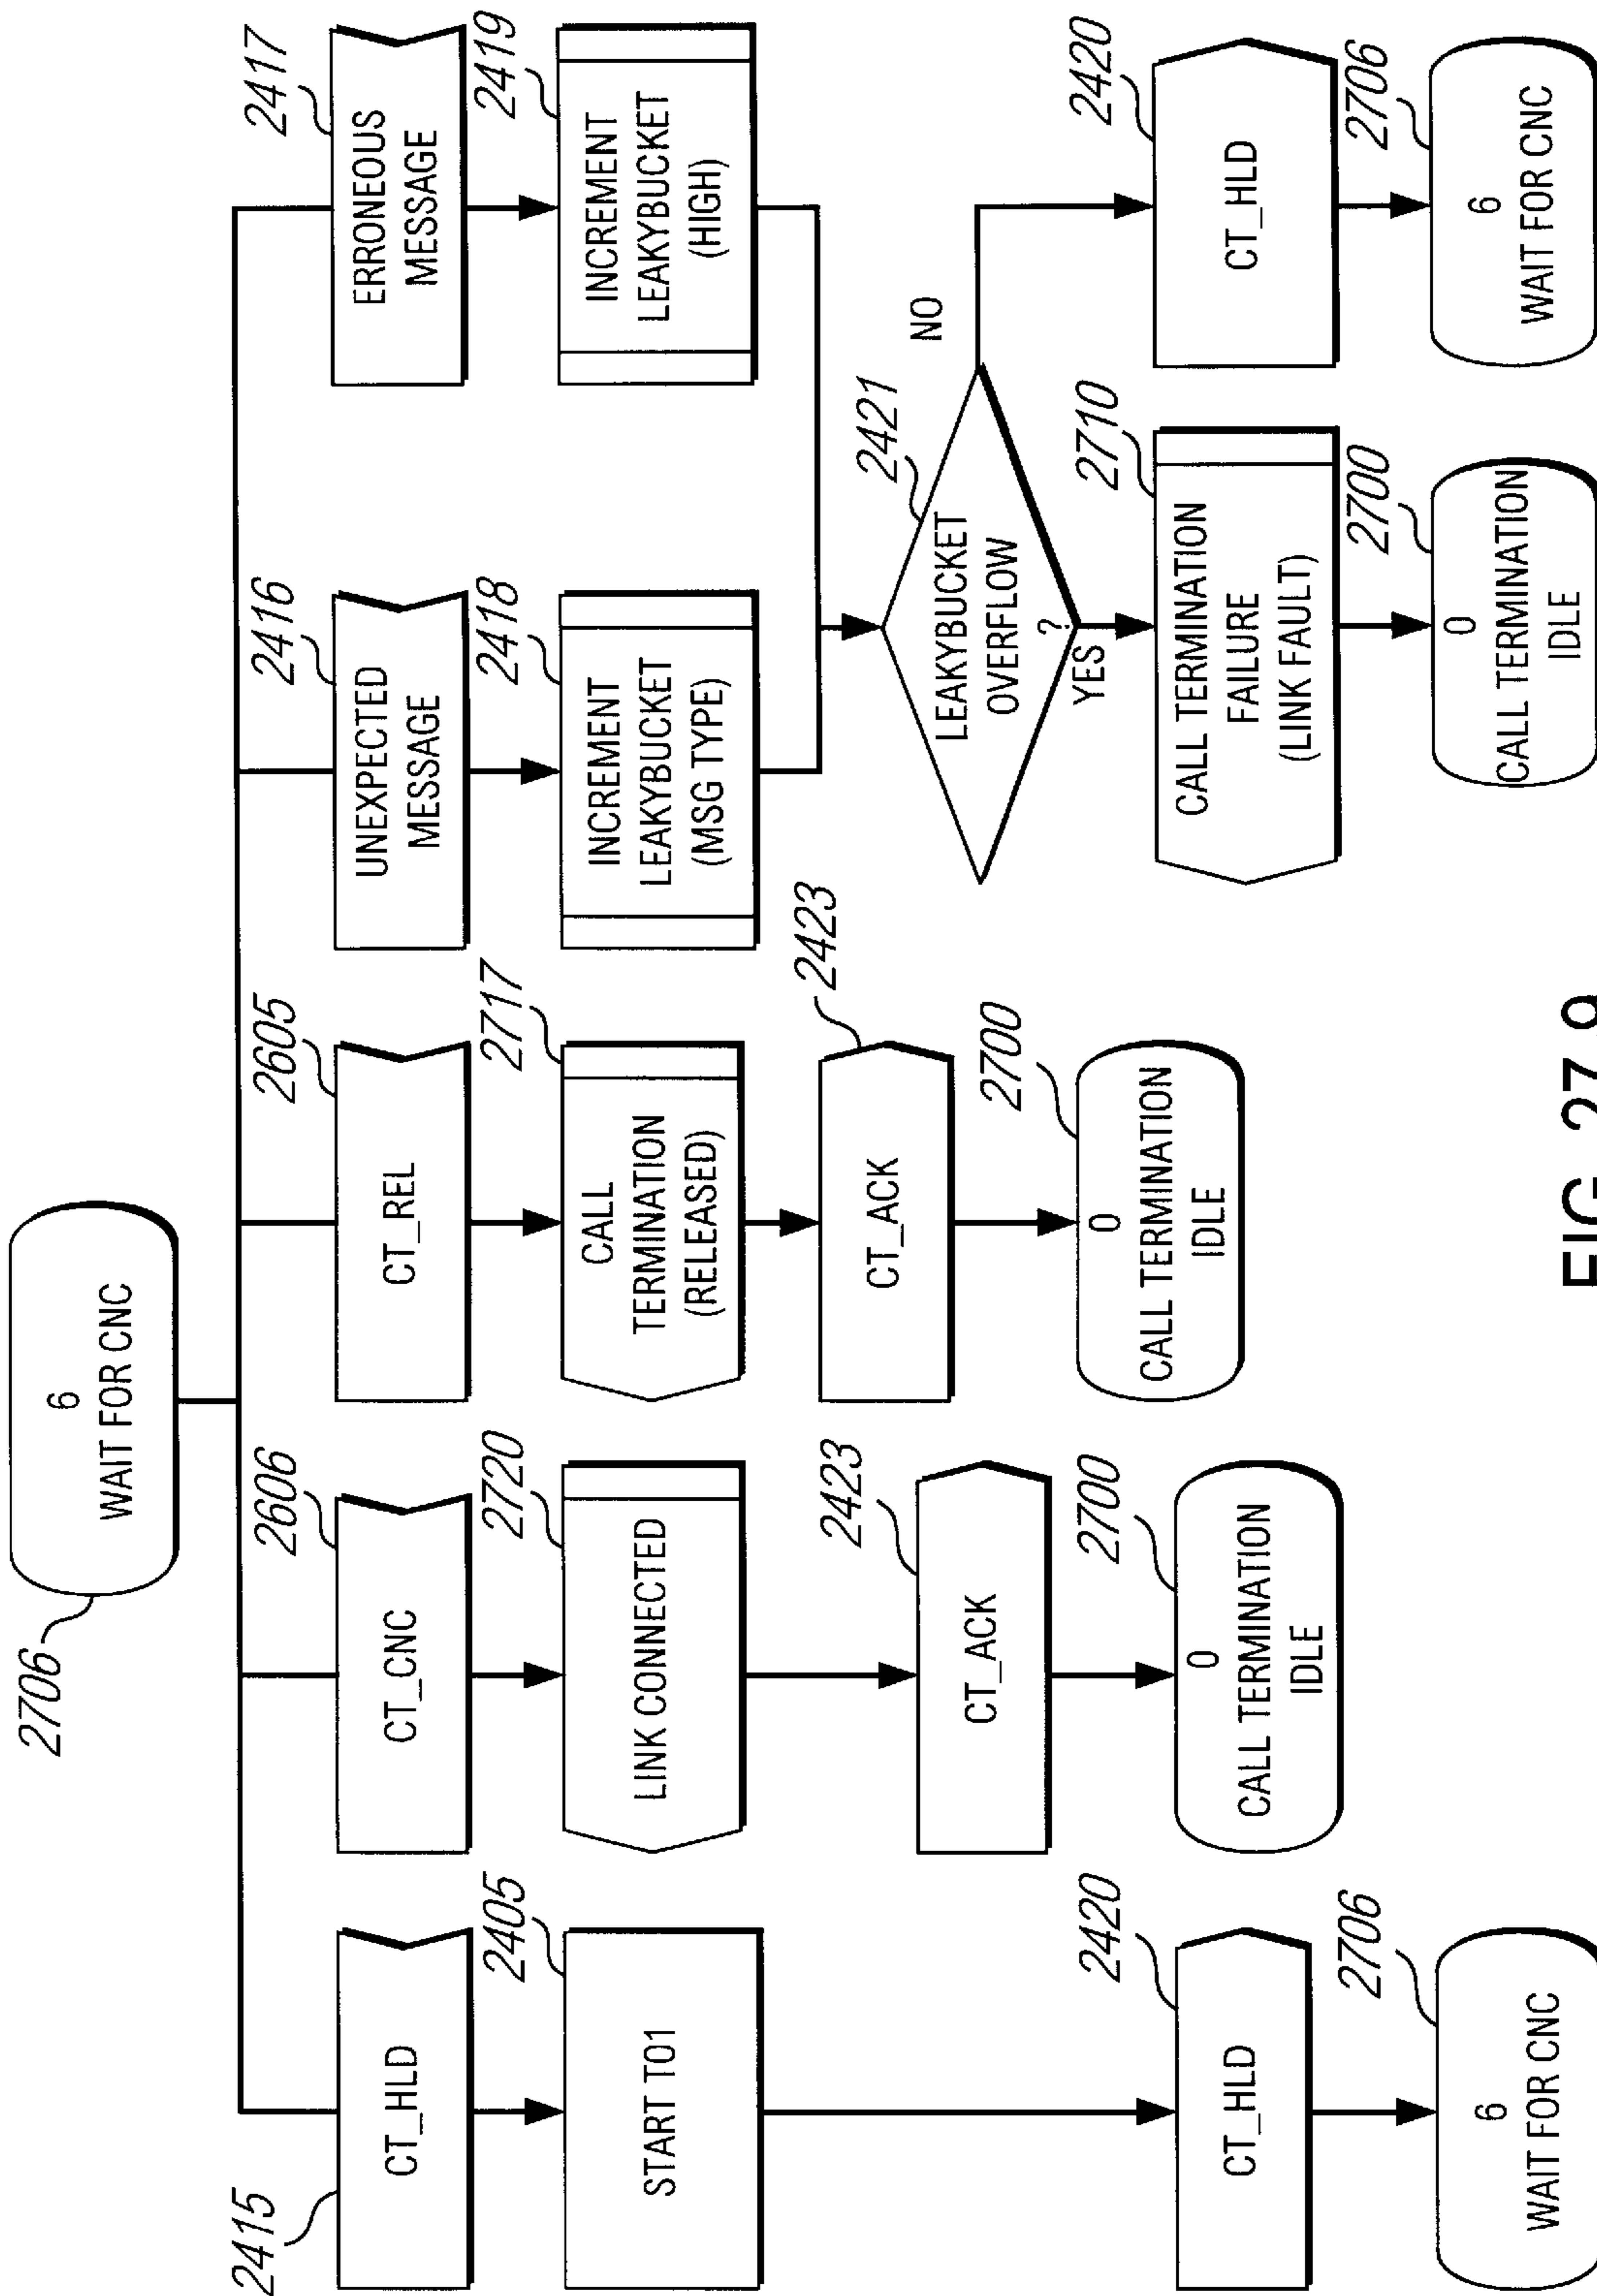 2706
6
WAIT FOR CNC
2415
CT_HLD
2405
START T01
2420
CT_HLD
2706
6
WAIT FOR CNC
2606
CT_CNC
2720
LINK CONNECTED
2423
CT_ACK
2700
0
CALL TERMINATION
IDLE
2605
CT_REL
2717
CALL
TERMINATION
(RELEASED)
2423
CT_ACK
2700
0
CALL TERMINATION
IDLE
2416
UNEXPECTED
MESSAGE
2418
INCREMENT
LEAKYBUCKET
(MSG TYPE)
2417
ERRONEOUS
MESSAGE
2419
INCREMENT
LEAKYBUCKET
(HIGH)
2421
LEAKYBUCKET
OVERFLOW
?
YES
NO
2710
CALL TERMINATION
FAILURE
(LINK FAULT)
2700
0
CALL TERMINATION
IDLE
2420
CT_HLD
2706
6
WAIT FOR CNC
FIG. 27.9